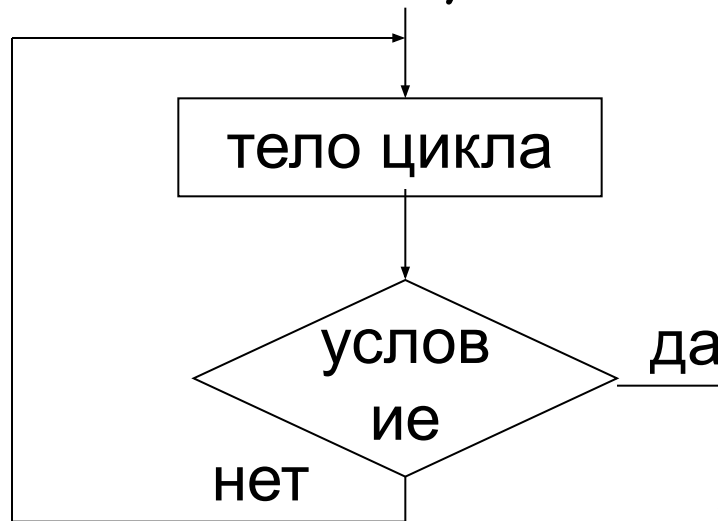 тело цикла
услов
ие
да
нет